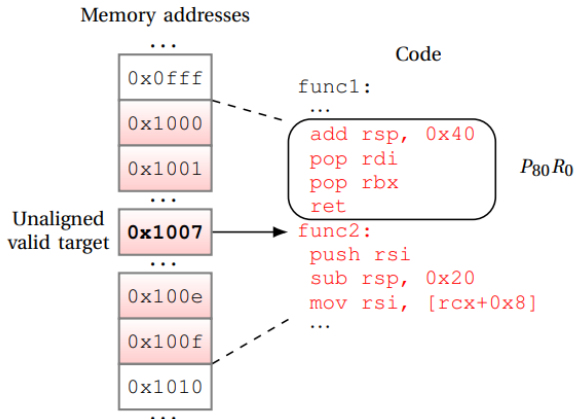 Memory addresses
...
0x0fff
0x1000
0x1001
...
Unaligned
valid target
0x1007
...
0x100e
0x100f
0x1010
...
Code
func1:
...
add rsp, 0x40
pop rdi
pop rbx
ret
P80R0
func2:
push rsi
sub rsp, 0x20
mov rsi, [rcx+0x8]
...